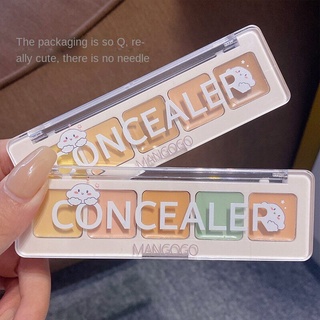 The packaging is so Q, re-
ally cute, there is no needle
CONCEALER
MANGOGO
CONCEALER
MANGOGO